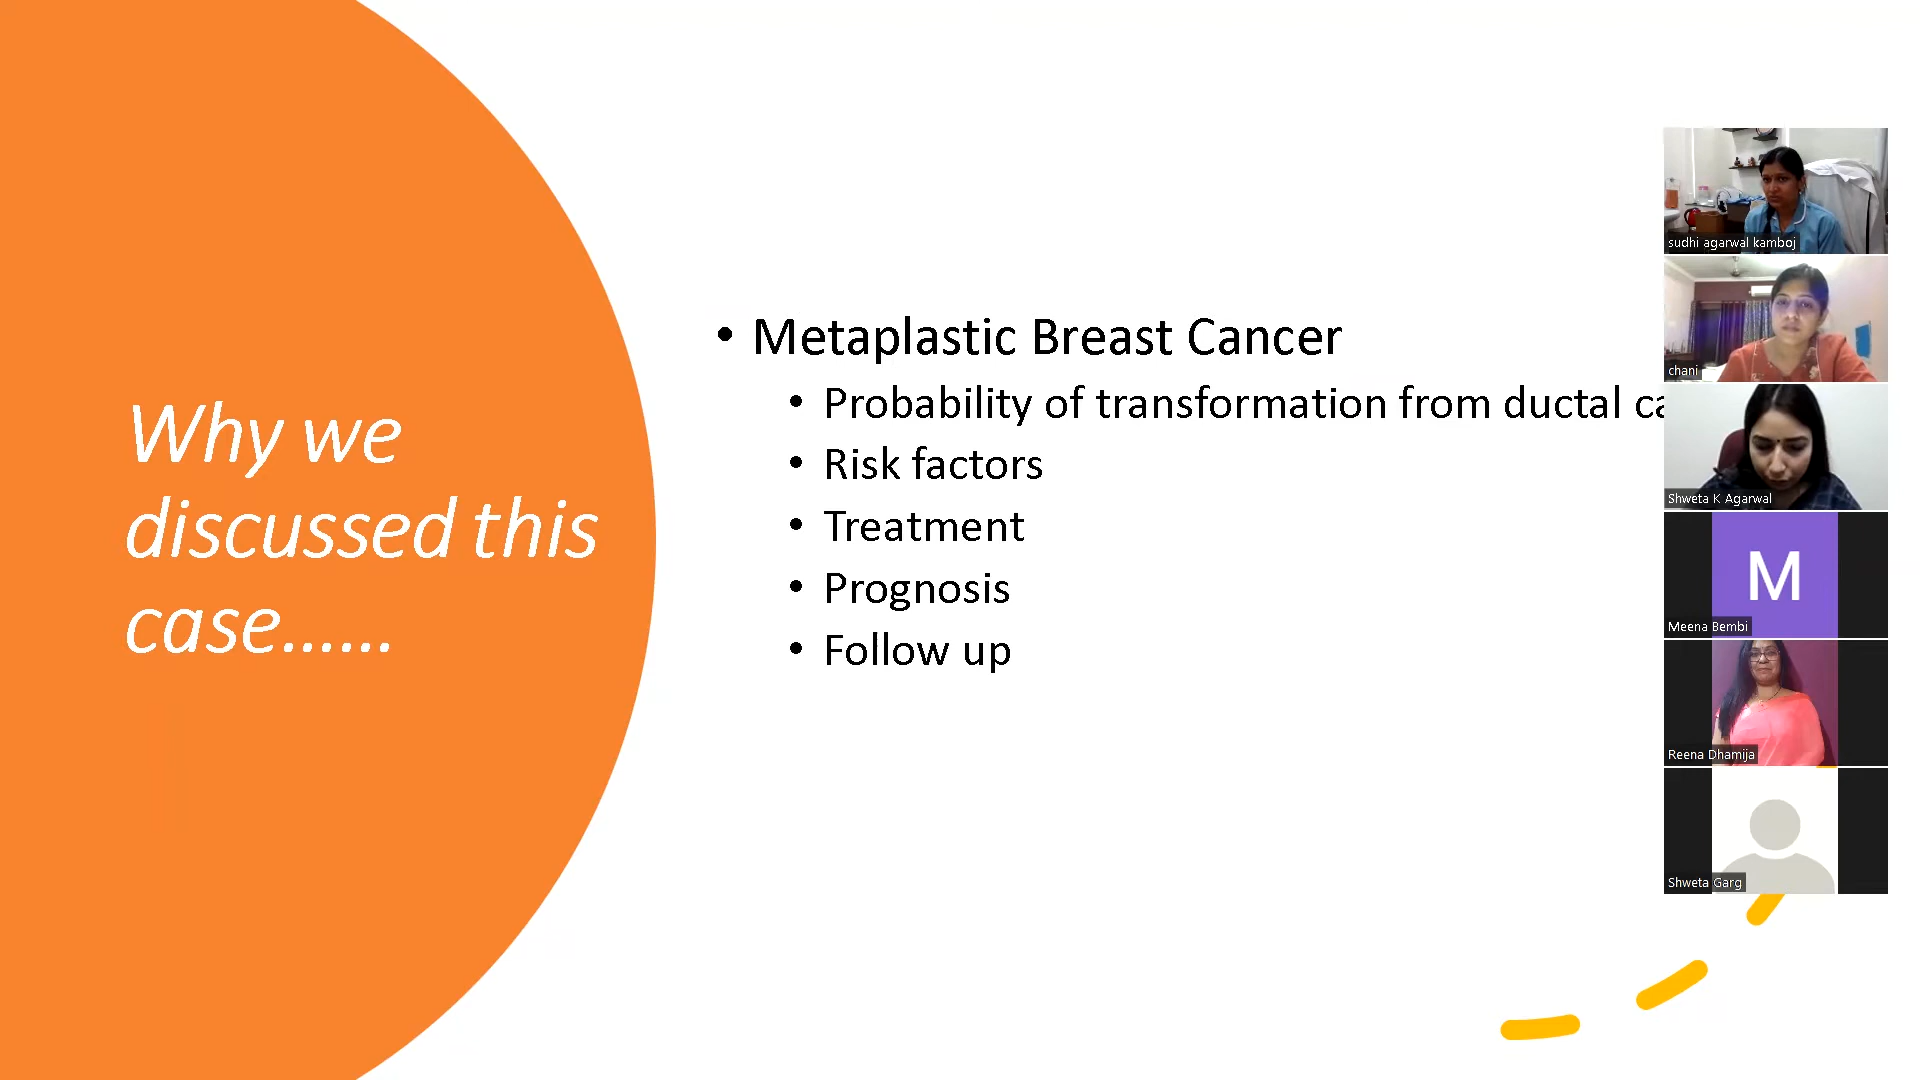 Why we
discussed this
case......
• Metaplastic Breast Cancer
• Probability of transformation from ductal
• Risk factors
• Treatment
• Prognosis
• Follow up
sudhi agarwal kamboj
chani
Shweta K Agarwal
M
Meena Bembi
Reena Dhamija
Shweta Garg